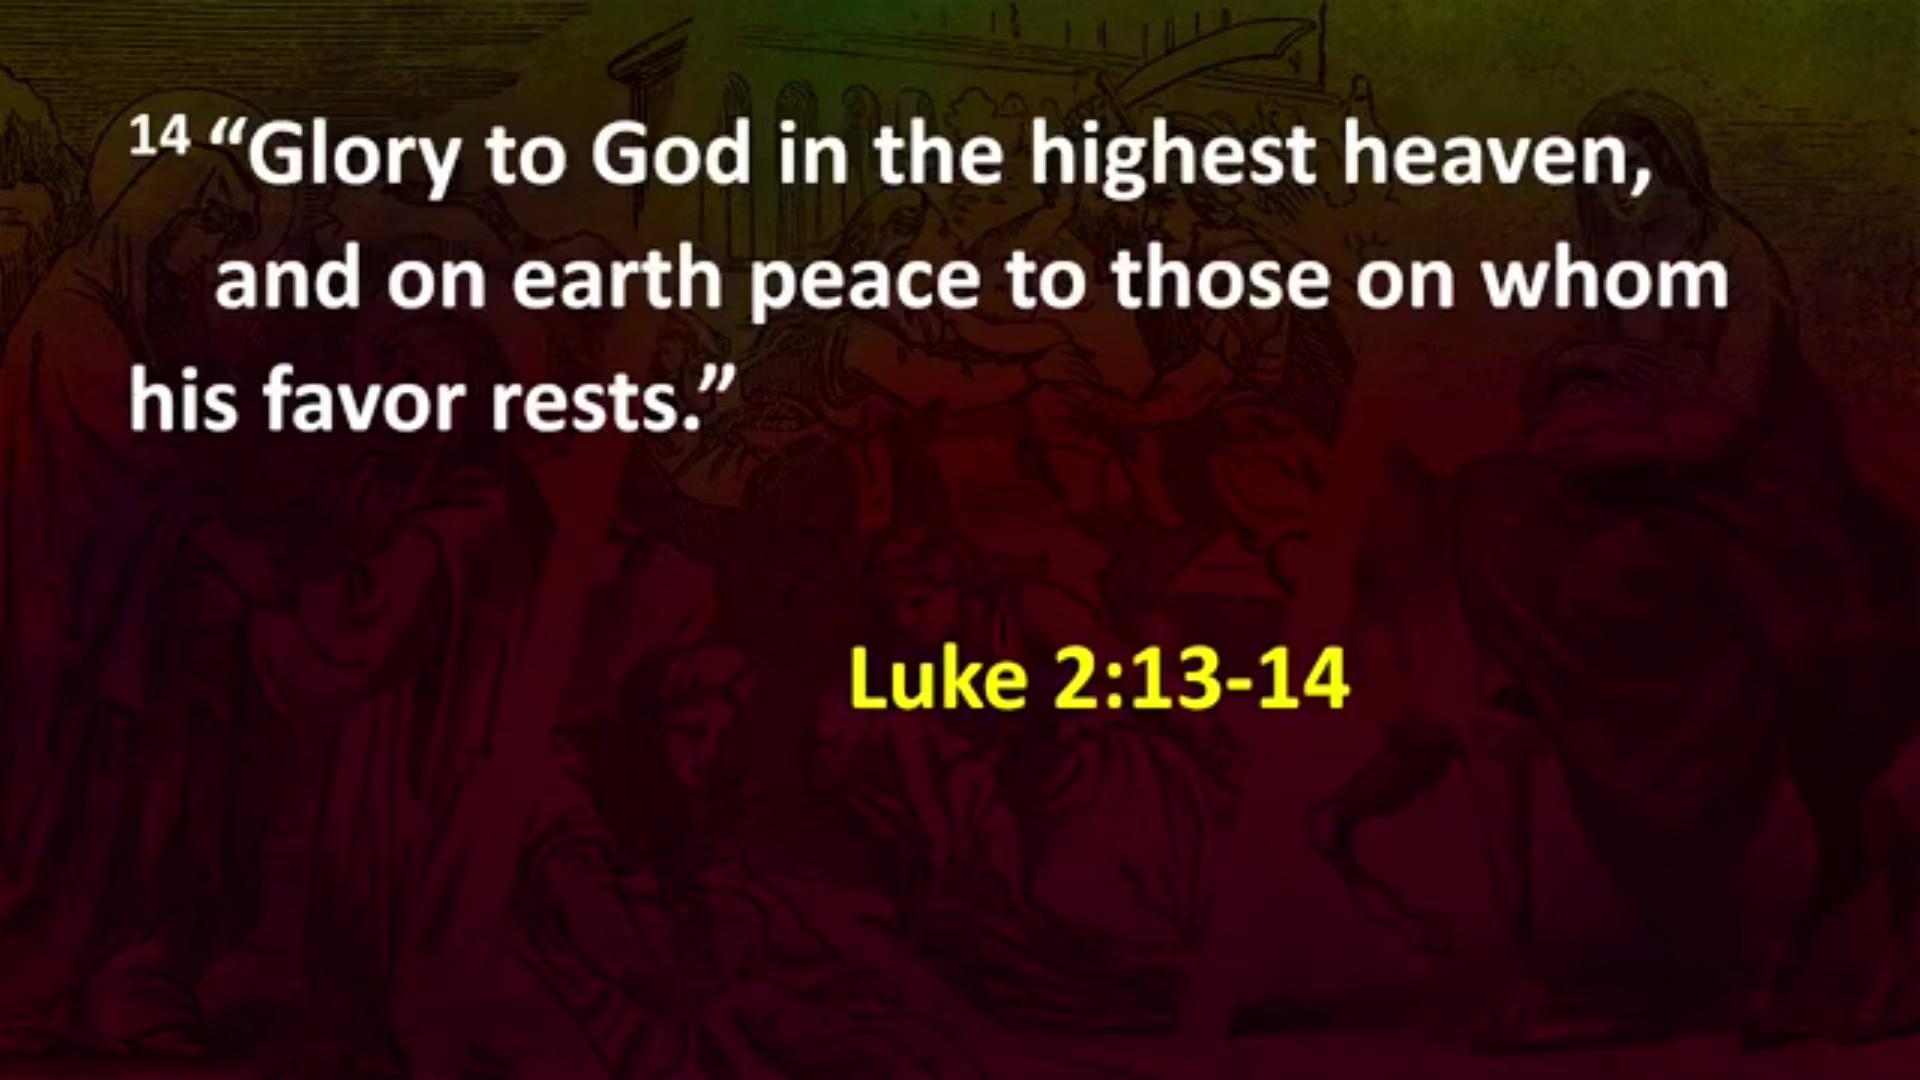 14 “Glory to God in the highest heaven,
and on earth peace to those on whom
his favor rests.”
Luke 2:13-14